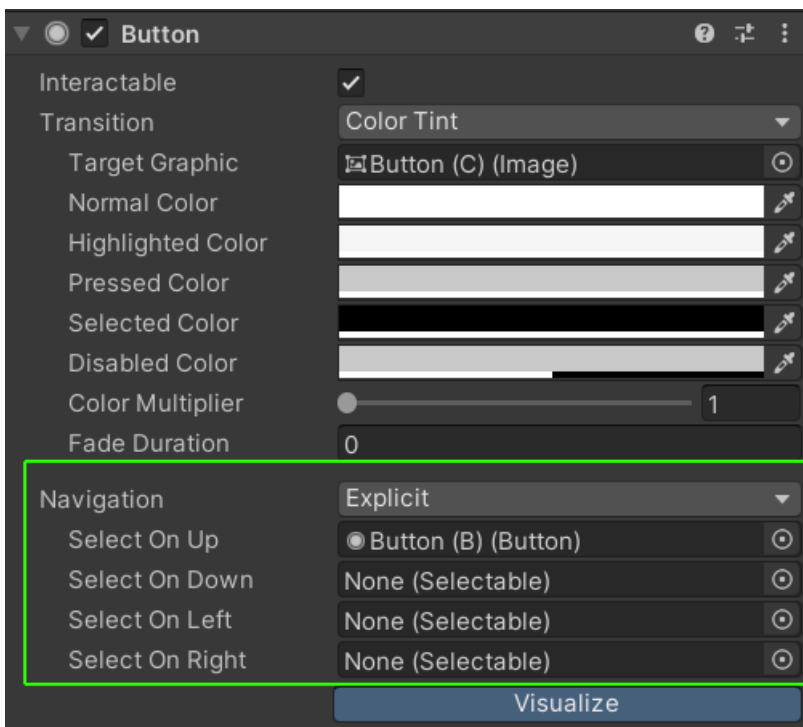 Button
Interactable
Transition Color Tint
Target Graphic Button (C) (Image)
Normal Color
Highlighted Color
Pressed Color
Selected Color
Disabled Color
Color Multiplier 1
Fade Duration 0
Navigation Explicit
Select On Up Button (B) (Button)
Select On Down None (Selectable)
Select On Left None (Selectable)
Select On Right None (Selectable)
Visualize